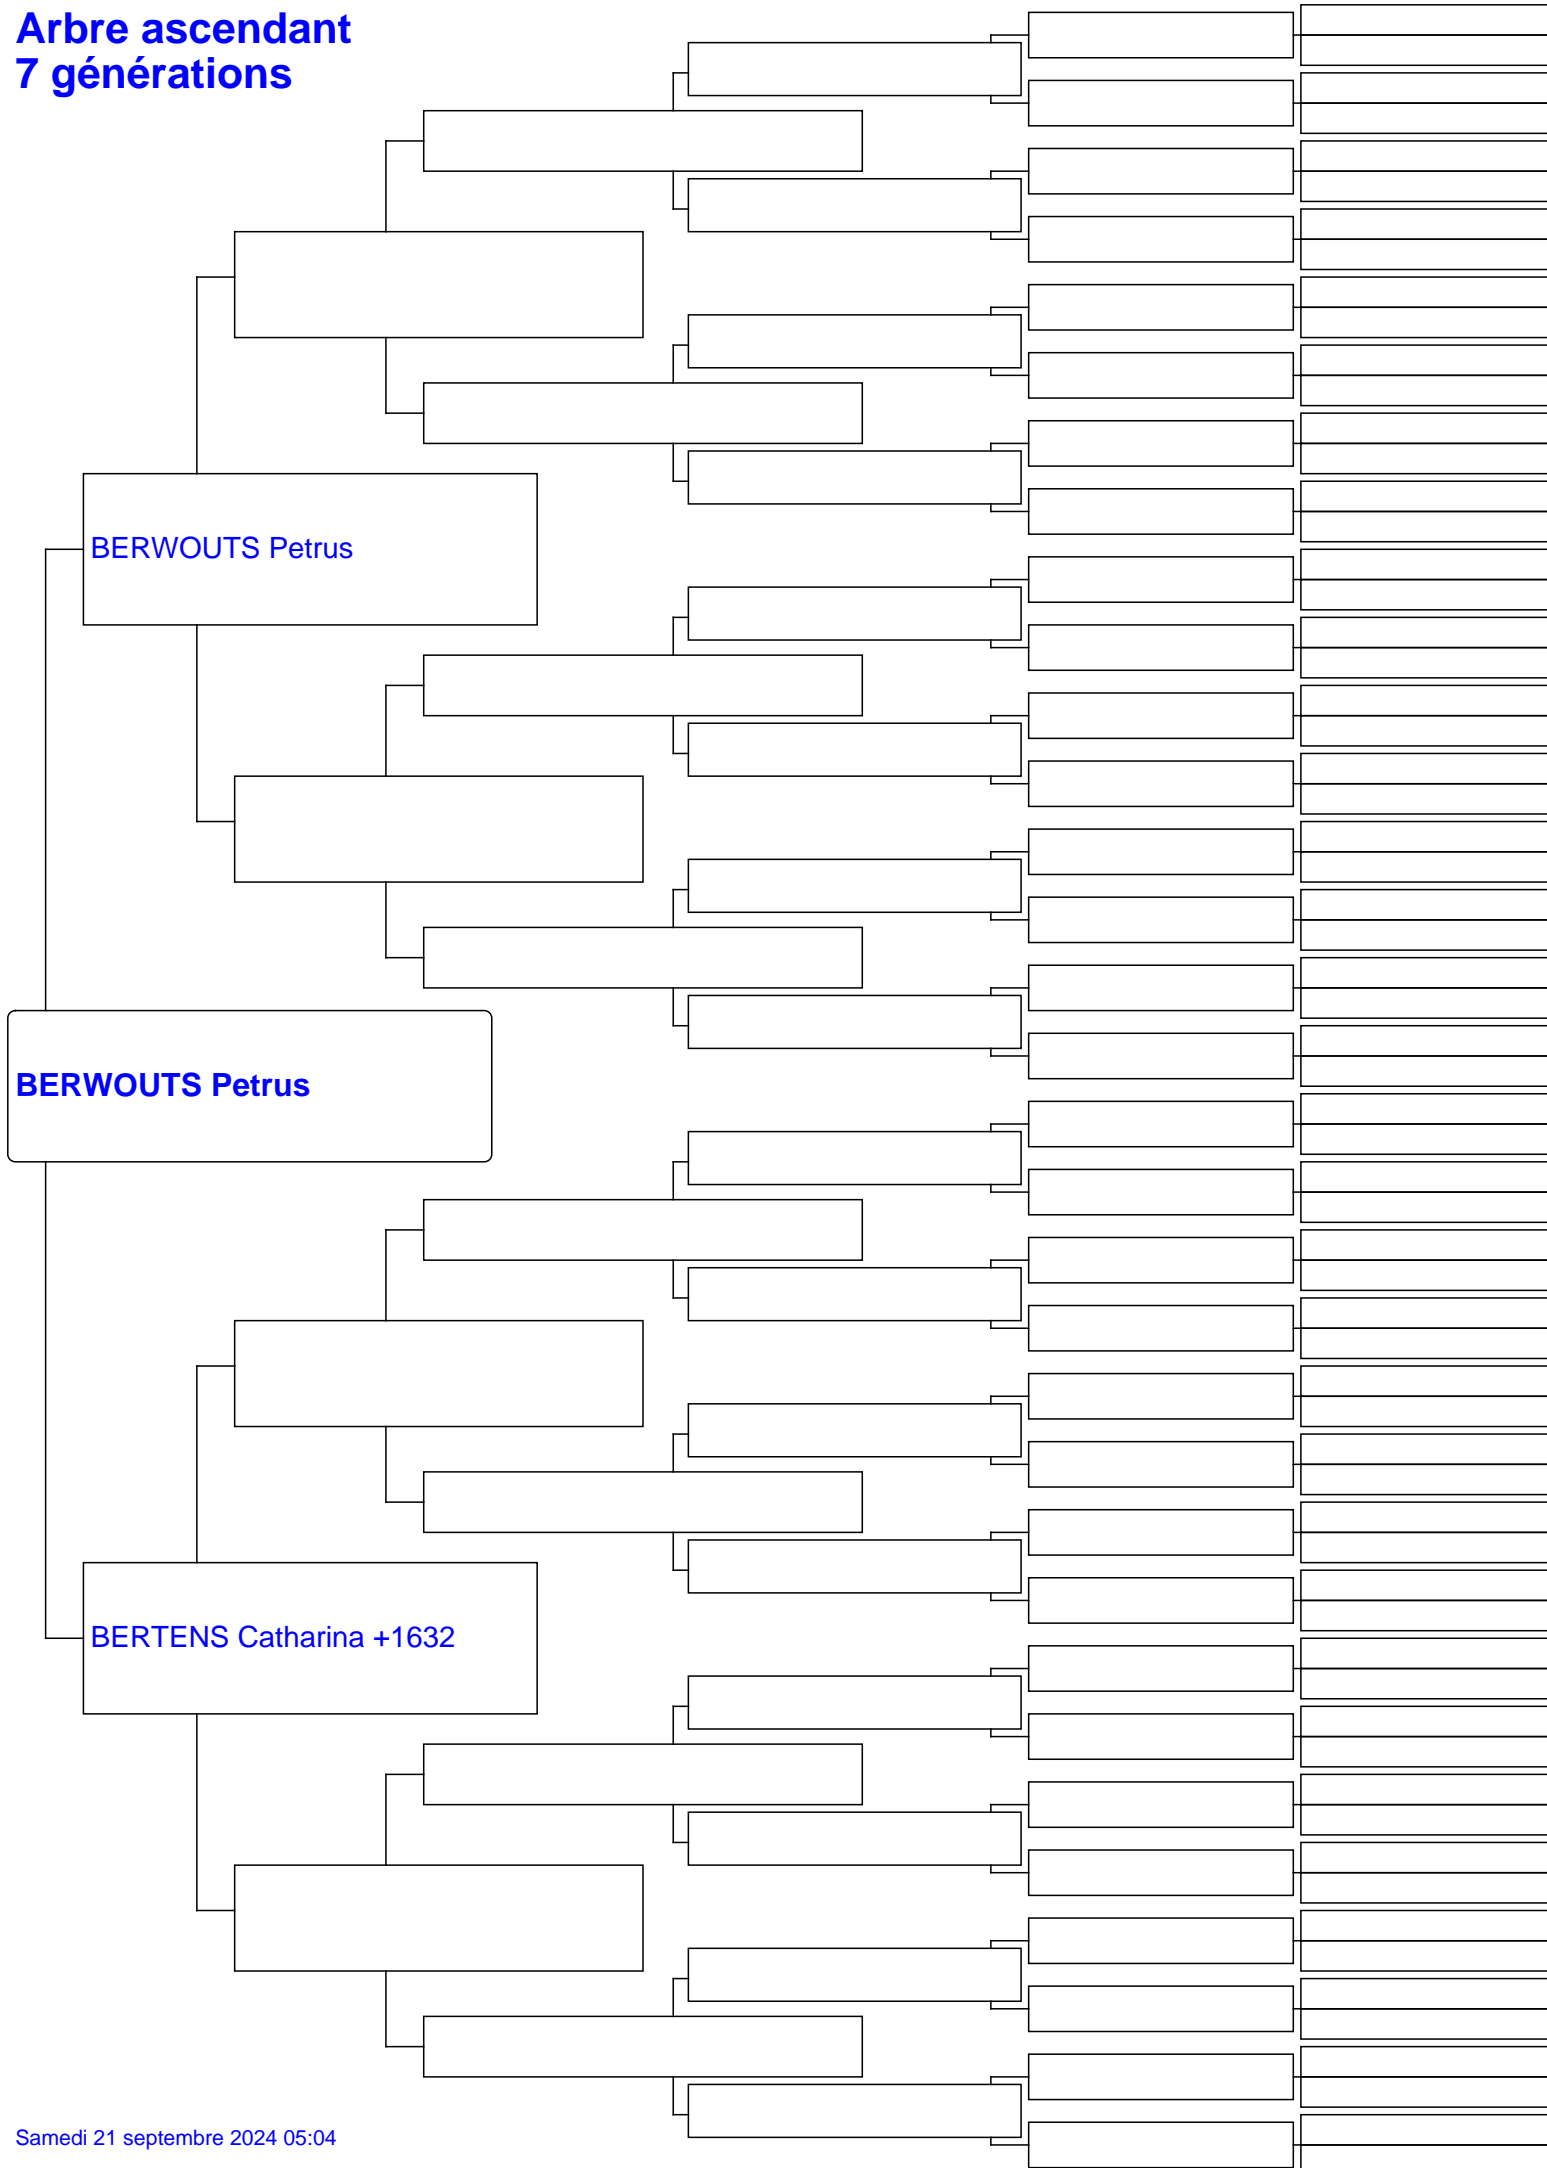 Arbre ascendant
7 générations
BERWOUTS Petrus
BERWOUTS Petrus
BERTENS Catharina +1632
Samedi 21 septembre 2024 05:04